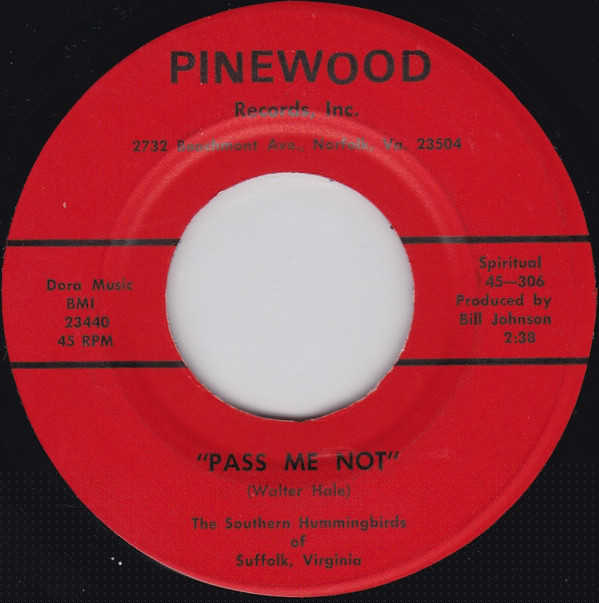 PINEWOOD
Records, Inc.
2732 Beachmont Ave., Norfolk, Va. 23504
Dora Music
BMI
23440
45 RPM
Spiritual
45—306
Produced by
Bill Johnson
2:38
"PASS ME NOT"
(Walter Hale)
The Southern Hummingbirds
of
Suffolk, Virginia